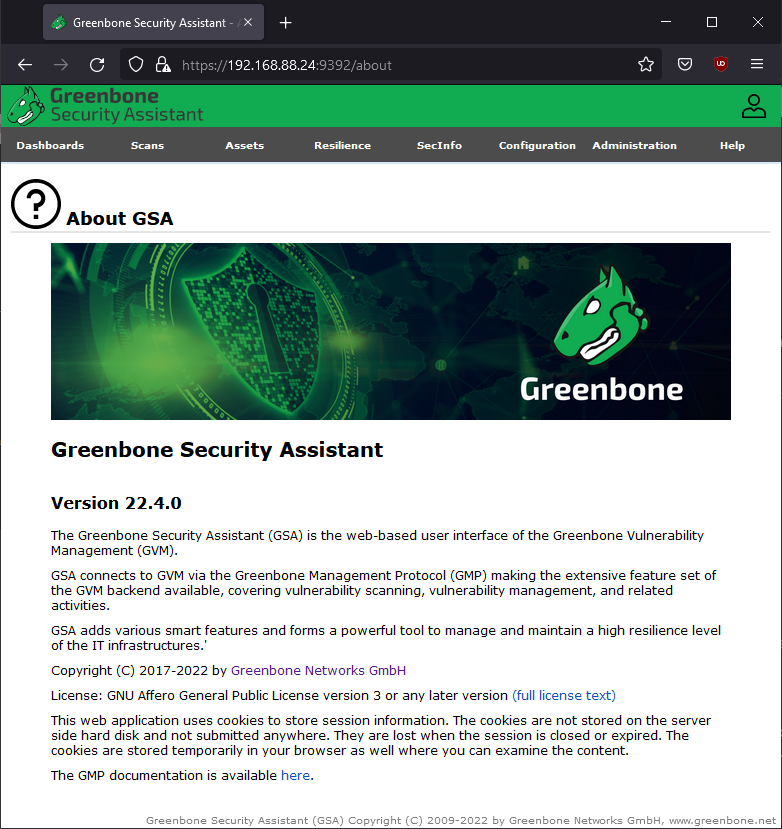 Greenbone Security Assistant - A
https://192.168.88.24:9392/about
UD
Greenbone
Security Assistant
Dashboards Scans Assets Resilience SecInfo Configuration Administration Help
? About GSA
Greenbone
Greenbone Security Assistant
Version 22.4.0
The Greenbone Security Assistant (GSA) is the web-based user interface of the Greenbone Vulnerability
Management (GVM).
GSA connects to GVM via the Greenbone Management Protocol (GMP) making the extensive feature set of
the GVM backend available, covering vulnerability scanning, vulnerability management, and related
activities.
GSA adds various smart features and forms a powerful tool to manage and maintain a high resilience level
of the IT infrastructures.'
Copyright (C) 2017-2022 by Greenbone Networks GmbH
License: GNU Affero General Public License version 3 or any later version (full license text)
This web application uses cookies to store session information. The cookies are not stored on the server
side hard disk and not submitted anywhere. They are lost when the session is closed or expired. The
cookies are stored temporarily in your browser as well where you can examine the content.
The GMP documentation is available here.
Greenbone Security Assistant (GSA) Copyright (C) 2009-2022 by Greenbone Networks GmbH, www.greenbone.net